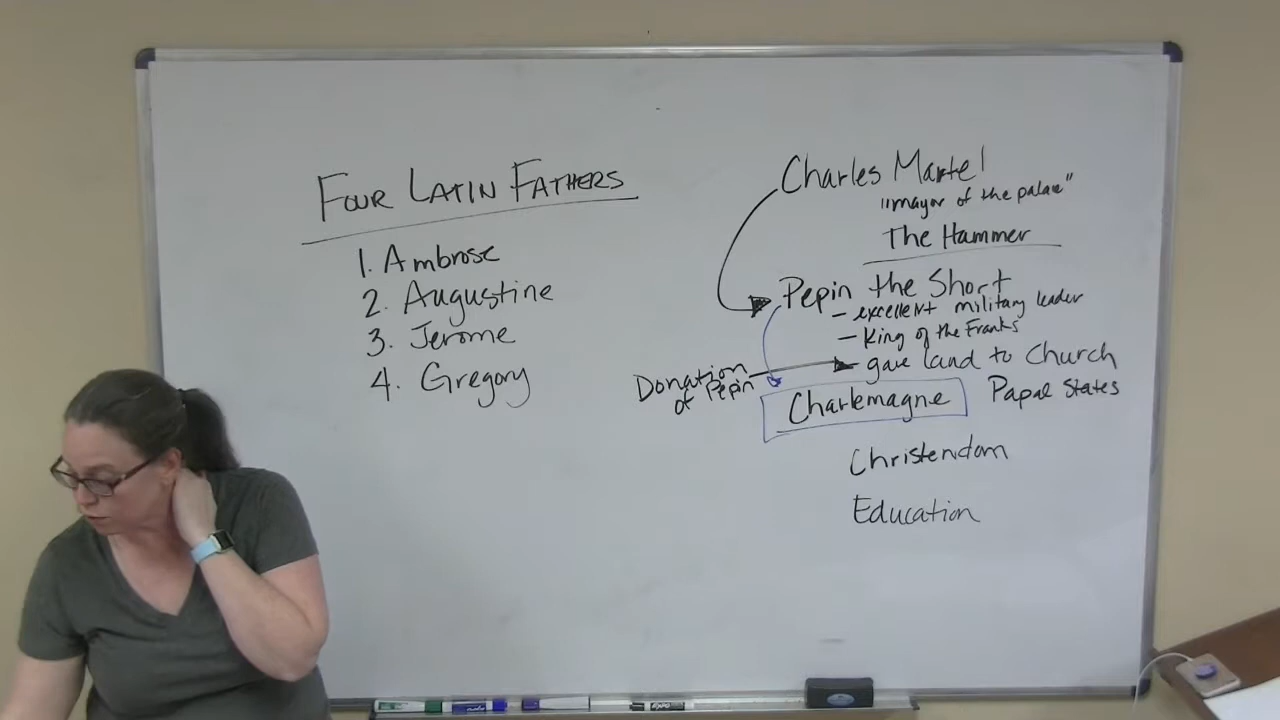 FOUR LATIN FATHERS
1. Ambrose
2. Augustine
3. Jerome
4. Gregory
Charles Martel
"mayor of the palace"
The Hammer
Pepin the Short
- excellent military leader
- King of the Franks
gave land to Church
Donation
of Pepin
Papal States
Charlemagne
Christendom
Education
EXPO